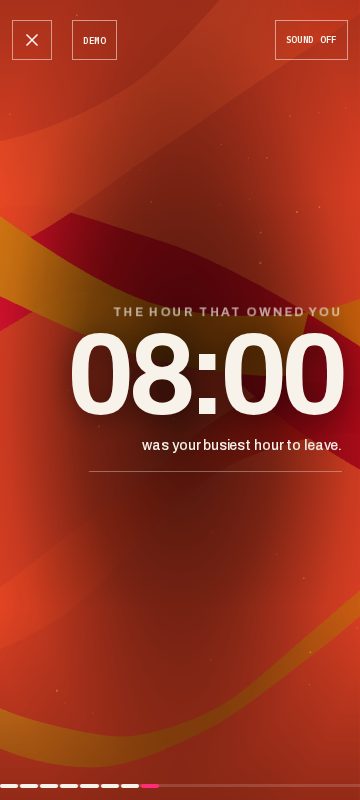 DEMO
SOUND OFF
THE HOUR THAT OWNED YOU
08:00
was your busiest hour to leave.